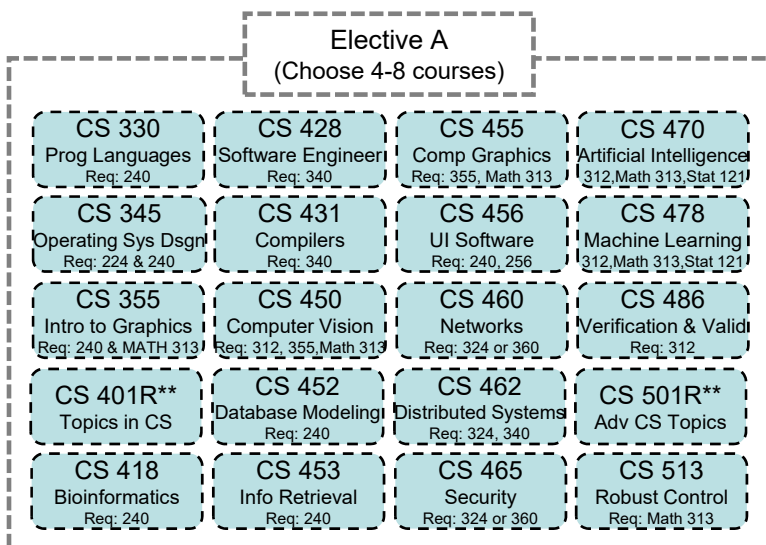 Elective A
(Choose 4-8 courses)
CS 330
Prog Languages
Req: 240
CS 428
Software Engineer
Req: 340
CS 455
Comp Graphics
Req: 355, Math 313
CS 470
Artificial Intelligence
312,Math 313,Stat 121
CS 345
Operating Sys Dsgn
Req: 224 & 240
CS 431
Compilers
Req: 340
CS 456
UI Software
Req: 240, 256
CS 478
Machine Learning
312,Math 313,Stat 121
CS 355
Intro to Graphics
Req: 240 & MATH 313
CS 450
Computer Vision
Req: 312, 355,Math 313
CS 460
Networks
Req: 324 or 360
CS 486
Verification & Valid
Req: 312
CS 401R**
Topics in CS
CS 452
Database Modeling
Req: 240
CS 462
Distributed Systems
Req: 324, 340
CS 501R**
Adv CS Topics
CS 418
Bioinformatics
Req: 240
CS 453
Info Retrieval
Req: 240
CS 465
Security
Req: 324 or 360
CS 513
Robust Control
Req: Math 313